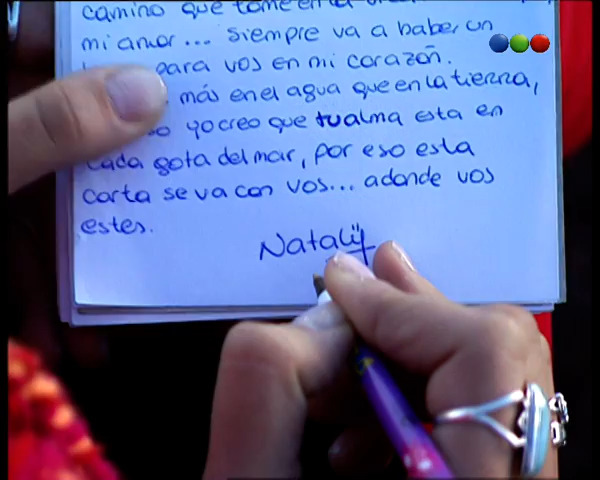 camino que tome en la
mi amor... siempre va a haber un
para vos en mi corazón.
más en el agua que en la tierra,
yo creo que tu alma esta en
cada gota del mar, por eso esta
carta se va con vos... adonde vos
estes.
Nataly